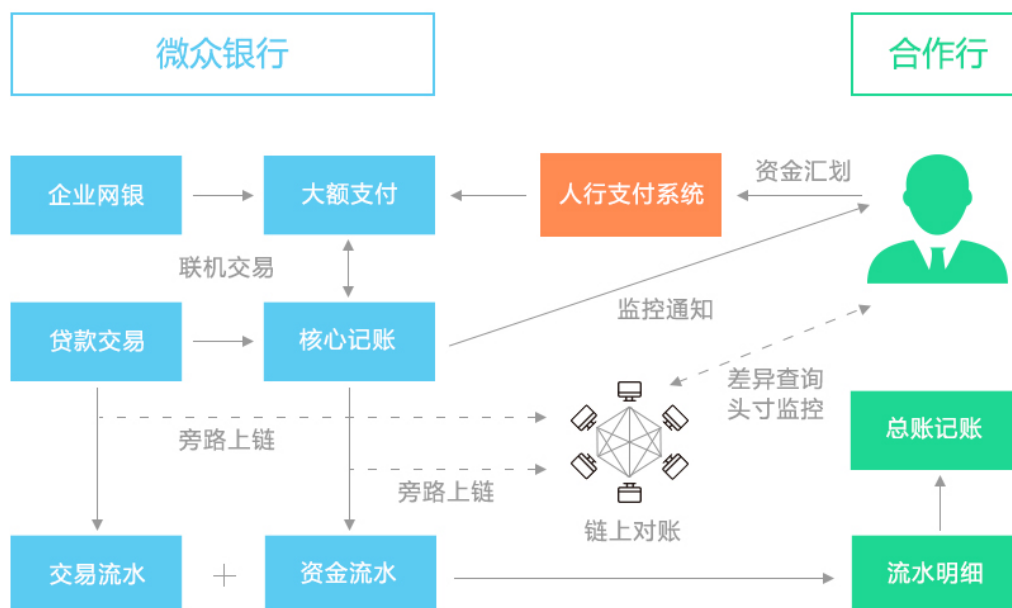 微众银行
合作行
企业网银
大额支付
人行支付系统
资金汇划
联机交易
贷款交易
核心记账
监控通知
差异查询
头寸监控
旁路上链
旁路上链
链上对账
总账记账
交易流水
+
资金流水
流水明细